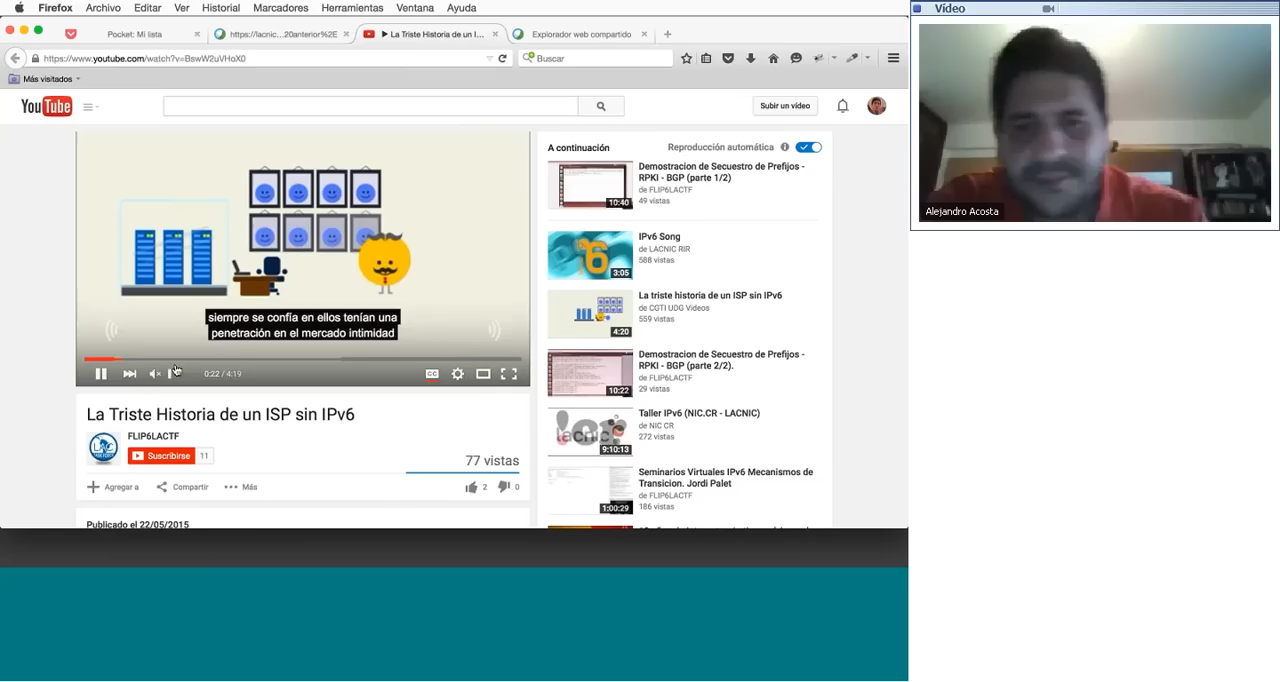 Firefox Archivo Editar Ver Historial Marcadores Herramientas Ventana Ayuda
Pocket: Mi lista
https://lacnic...20anterior%2E
La Triste Historia de un I...
Explorador web compartido
https://www.youtube.com/watch?v=BswW2uVHoX0
Buscar
Más visitados
YouTube
Subir un vídeo
siempre se confía en ellos tenían una
penetración en el mercado intimidad
0:22 / 4:19
CC
La Triste Historia de un ISP sin IPv6
FLIP6LACTF
Suscribirse 11
77 vistas
Agregar a Compartir Más
2 0
Publicado el 22/05/2015
A continuación
Reproducción automática
Demostracion de Secuestro de Prefijos -
RPKI - BGP (parte 1/2)
de FLIP6LACTF
49 vistas
10:40
IPv6 Song
de LACNIC RIR
588 vistas
6
3:05
La triste historia de un ISP sin IPv6
de CGTI UDG Videos
559 vistas
4:20
Demostracion de Secuestro de Prefijos -
RPKI - BGP (parte 2/2).
de FLIP6LACTF
29 vistas
10:22
Taller IPv6 (NIC.CR - LACNIC)
de NIC CR
272 vistas
lacnic
9:10:13
Seminarios Virtuales IPv6 Mecanismos de
Transicion. Jordi Palet
de FLIP6LACTF
186 vistas
1:00:29
Vídeo
Alejandro Acosta